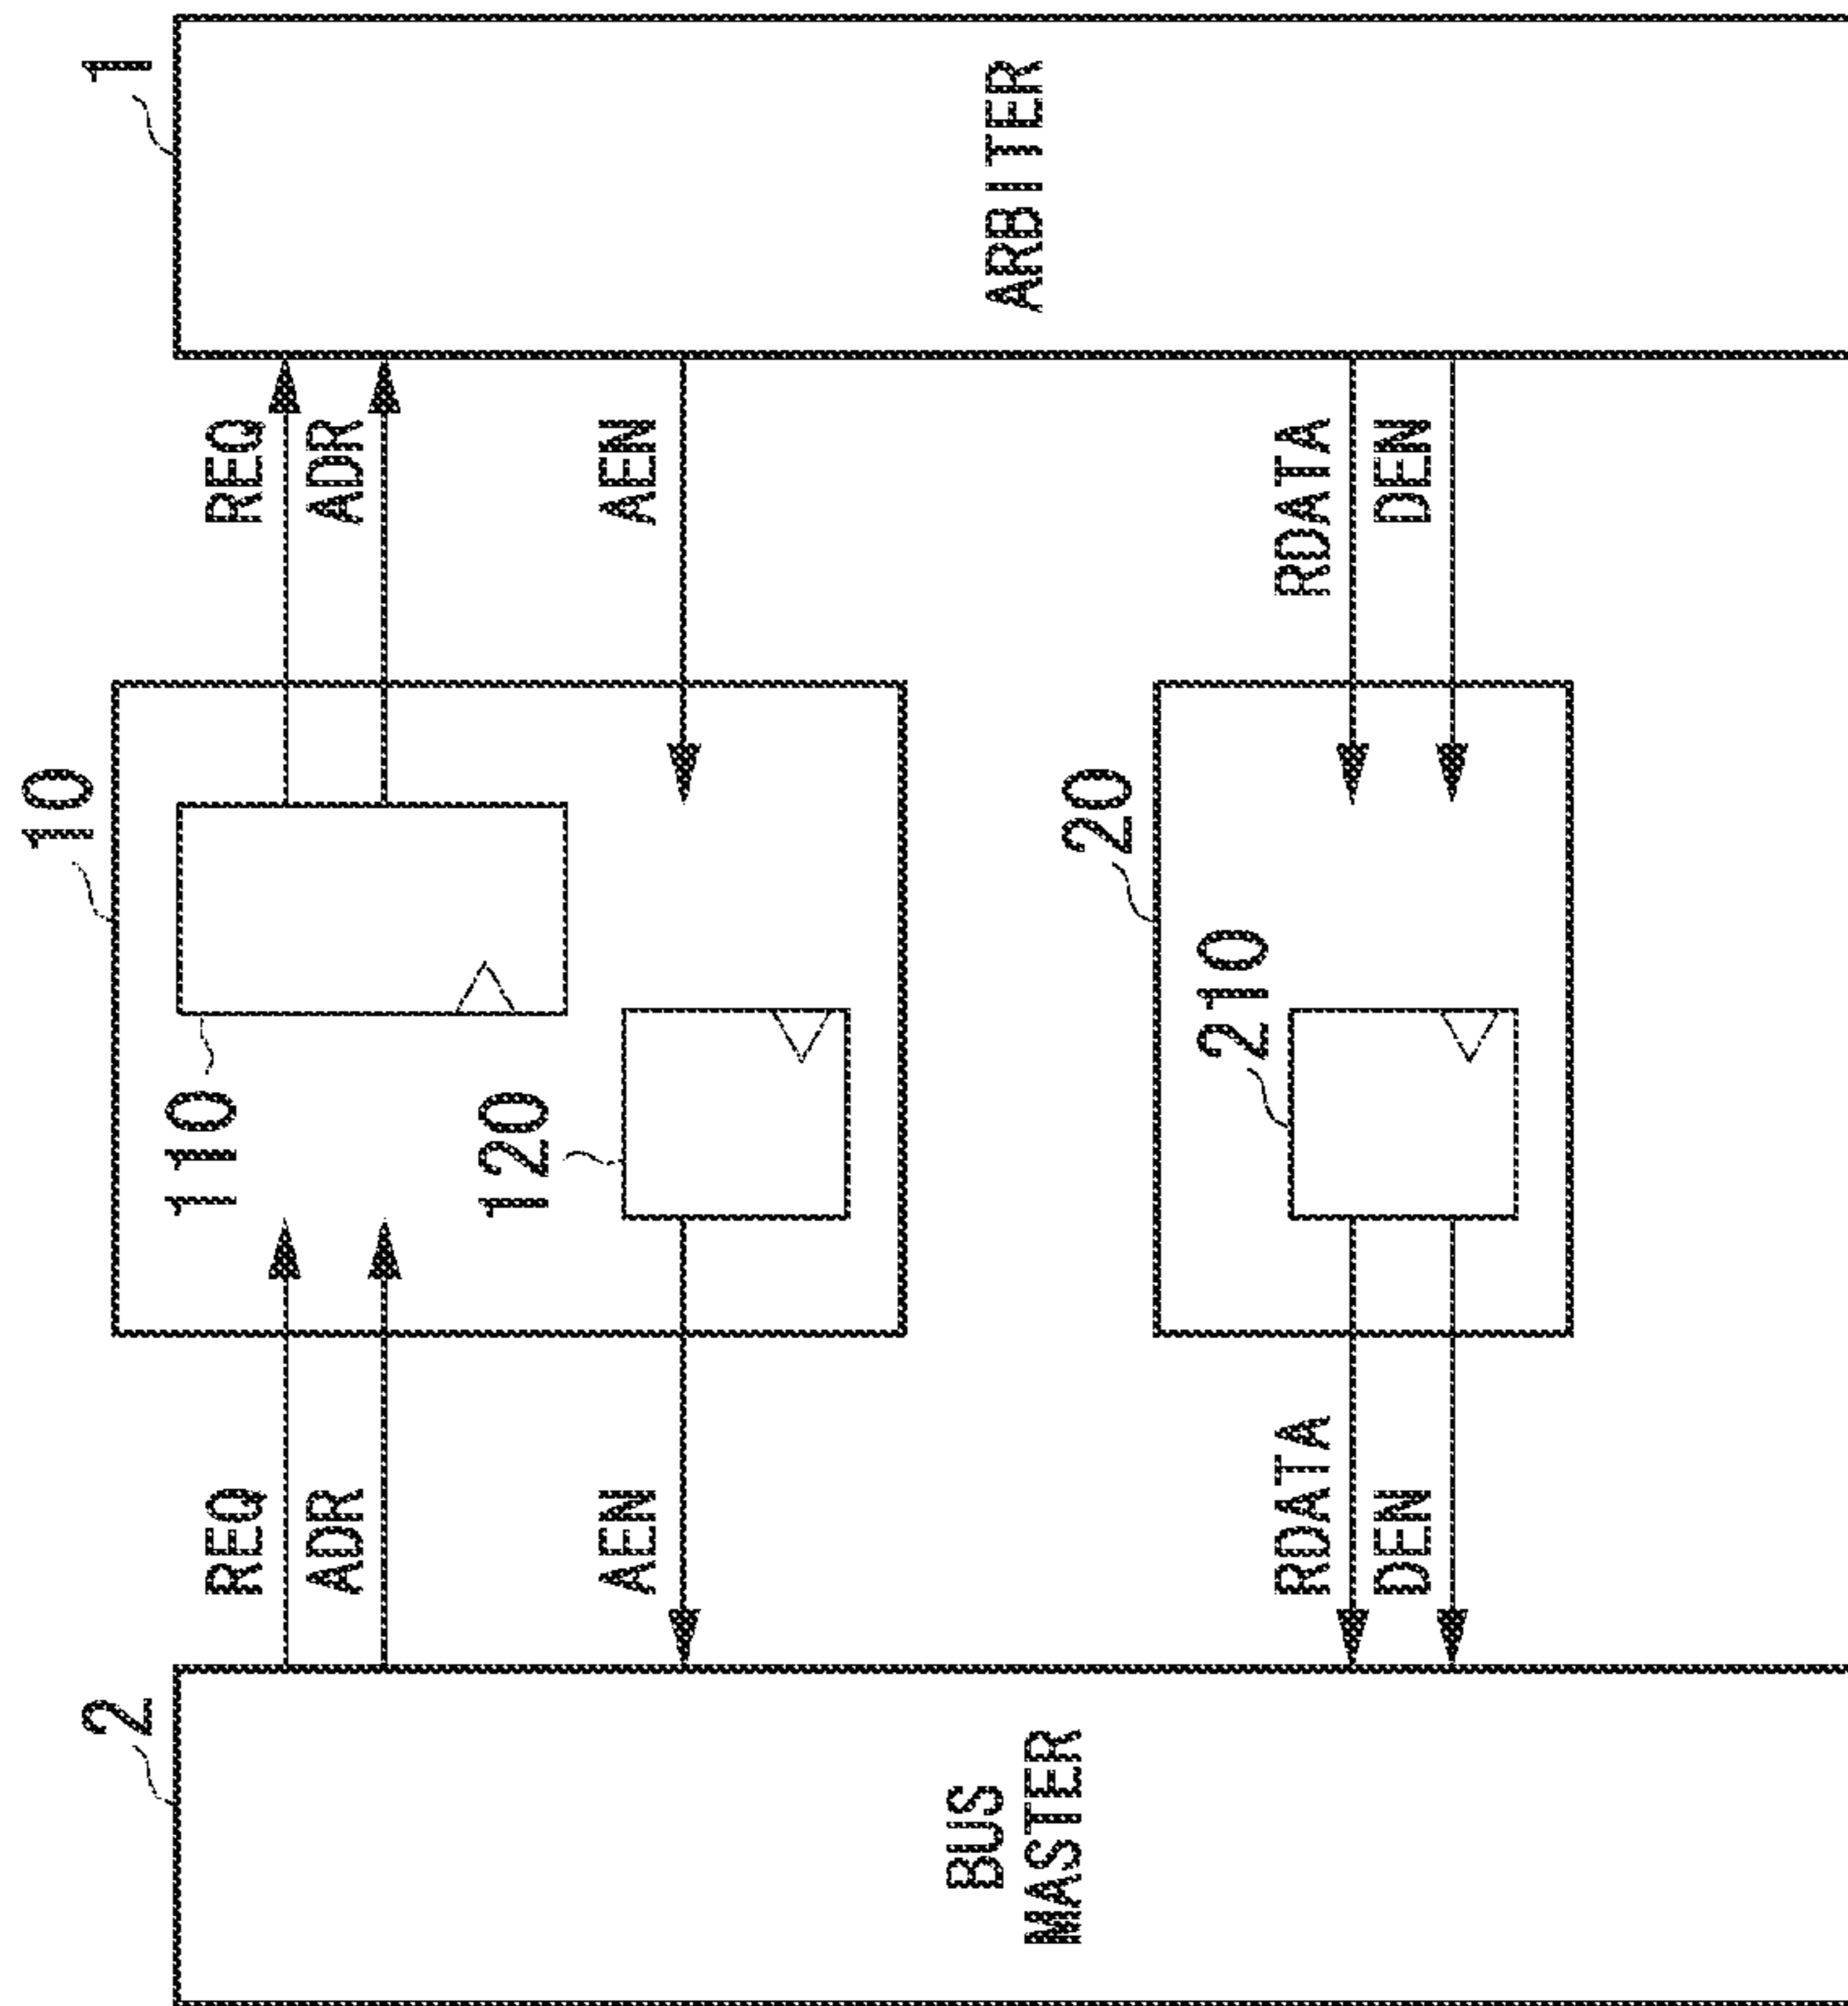 2
BUS
MASTER
REQ
ADR
AEN
RDATA
DEN
10
110
120
20
210
REQ
ADR
AEN
RDATA
DEN
1
ARBITER